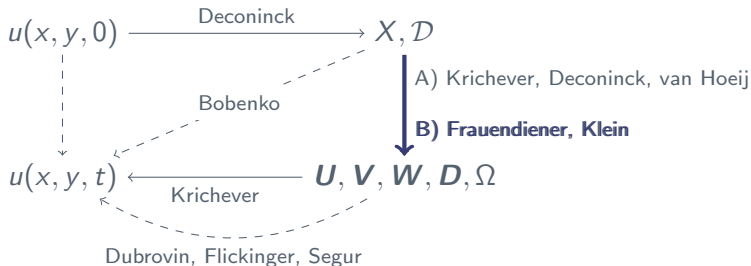 Deconinck
u(x, y, 0)
X, 𝒟
A) Krichever, Deconinck, van Hoeij
Bobenko
B) Frauendiener, Klein
u(x, y, t)
U, V, W, D, Ω
Krichever
Dubrovin, Flickinger, Segur